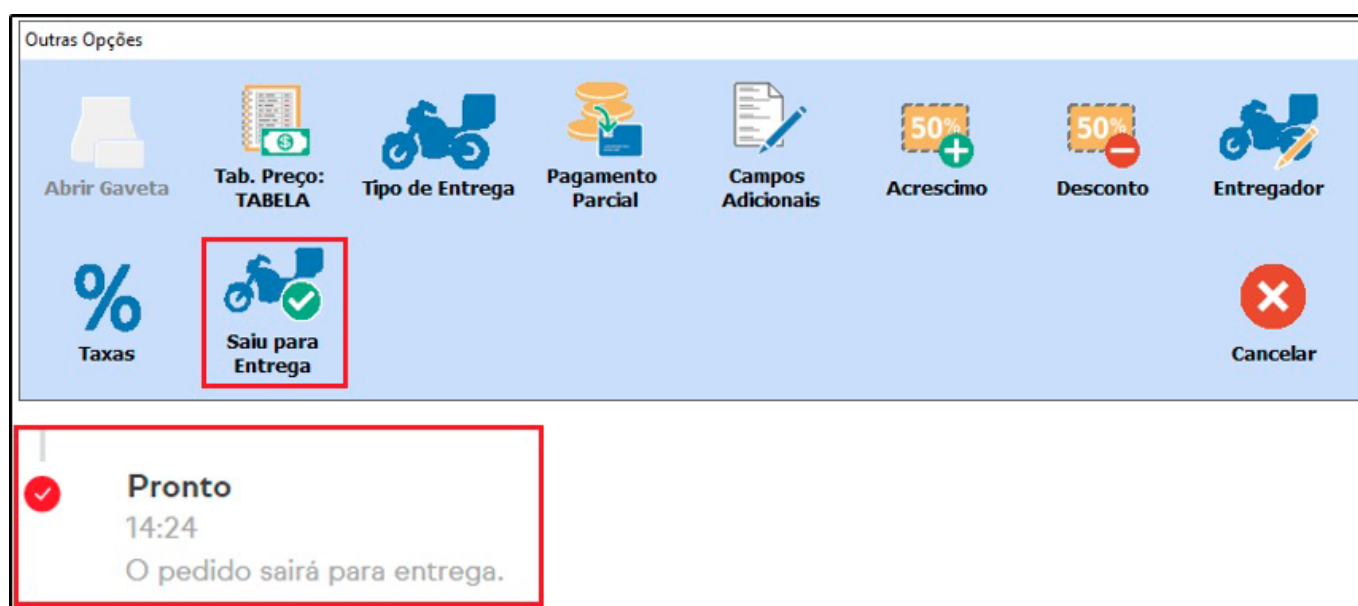 Outras Opções
Abrir Gaveta
Tab. Preço:
TABELA
Tipo de Entrega
Pagamento
Parcial
Campos
Adicionais
50%
Acrescimo
50%
Desconto
Entregador
%
Taxas
Saiu para
Entrega
Cancelar
Pronto
14:24
O pedido sairá para entrega.